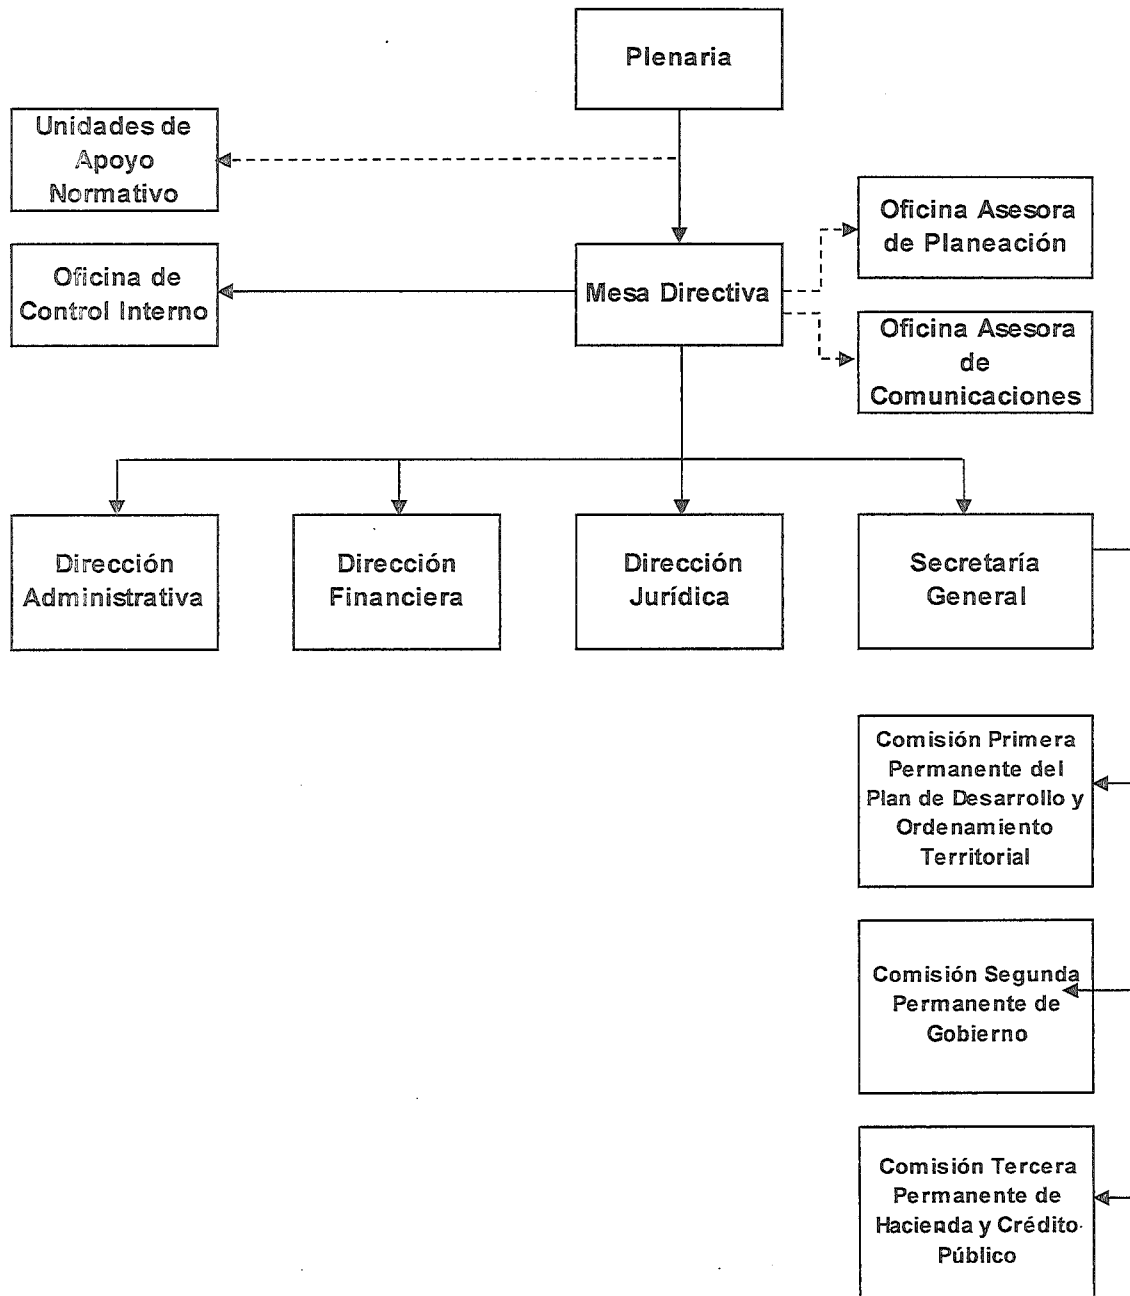 Plenaria
Unidades de
Apoyo
Normativo
Oficina Asesora
de Planeación
Oficina de
Control Interno
Mesa Directiva
Oficina Asesora
de
Comunicaciones
Dirección
Administrativa
Dirección
Financiera
Dirección
Jurídica
Secretaría
General
Comisión Primera
Permanente del
Plan de Desarrollo y
Ordenamiento
Territorial
Comisión Segunda
Permanente de
Gobierno
Comisión Tercera
Permanente de
Hacienda y Crédito
Público